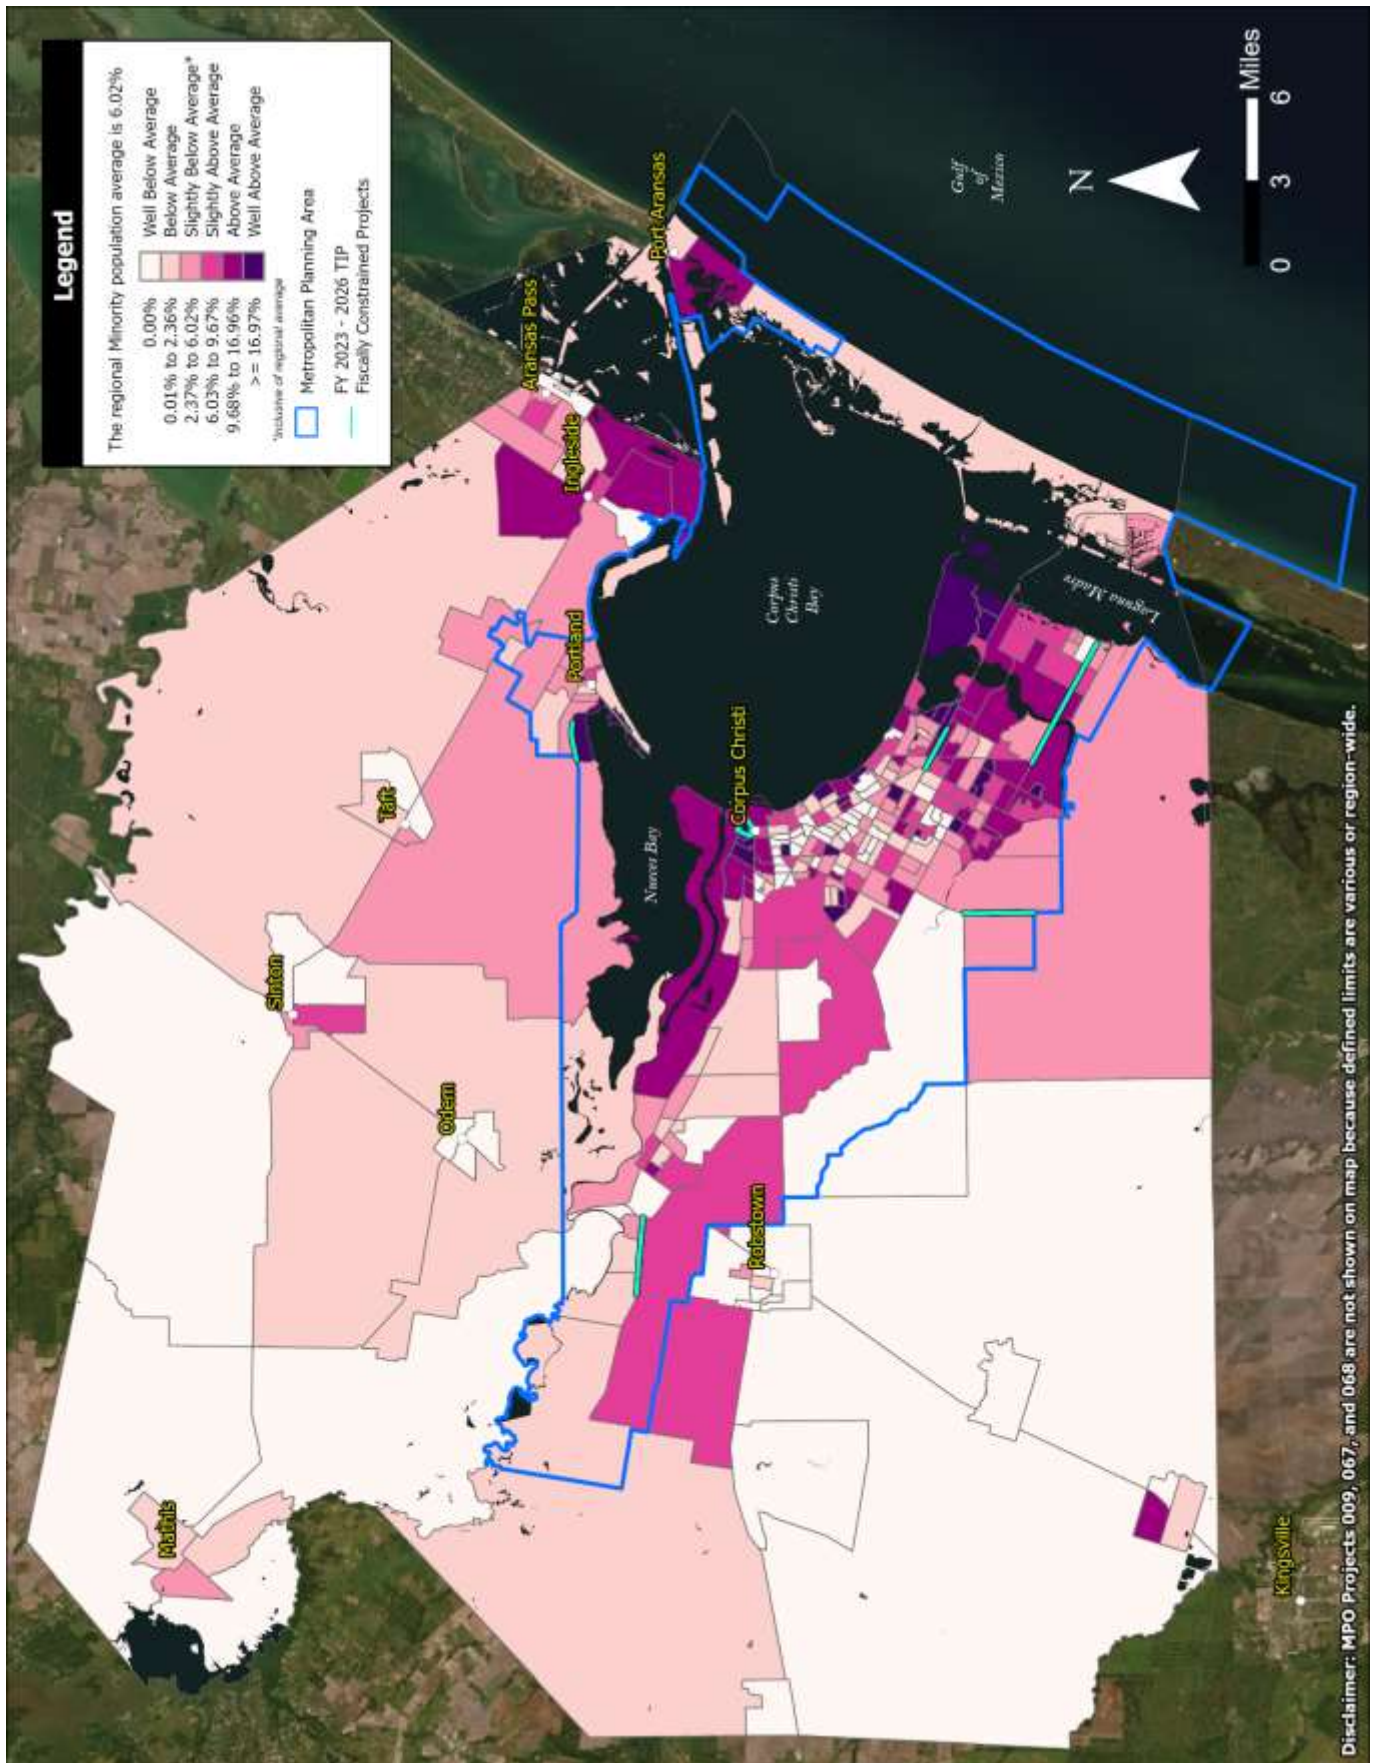 Legend
The regional Minority population average is 6.02%
0.00% Well Below Average
0.01% to 2.36% Below Average
2.37% to 6.02% Slightly Below Average*
6.03% to 9.67% Slightly Above Average
9.68% to 16.96% Above Average
>= 16.97% Well Above Average
*Inclusive of regional average
Metropolitan Planning Area
FY 2023 - 2026 TIP
Fiscally Constrained Projects
Mathis
Sinton
Taft
Odem
Aransas Pass
Ingleside
Portland
Port Aransas
Nueces Bay
Corpus Christi
Corpus
Christi
Bay
Robstown
Gulf
of
Mexico
Laguna Madre
Kingsville
N
0 3 6 Miles
Disclaimer: MPO Projects 009, 067, and 068 are not shown on map because defined limits are various or region-wide.